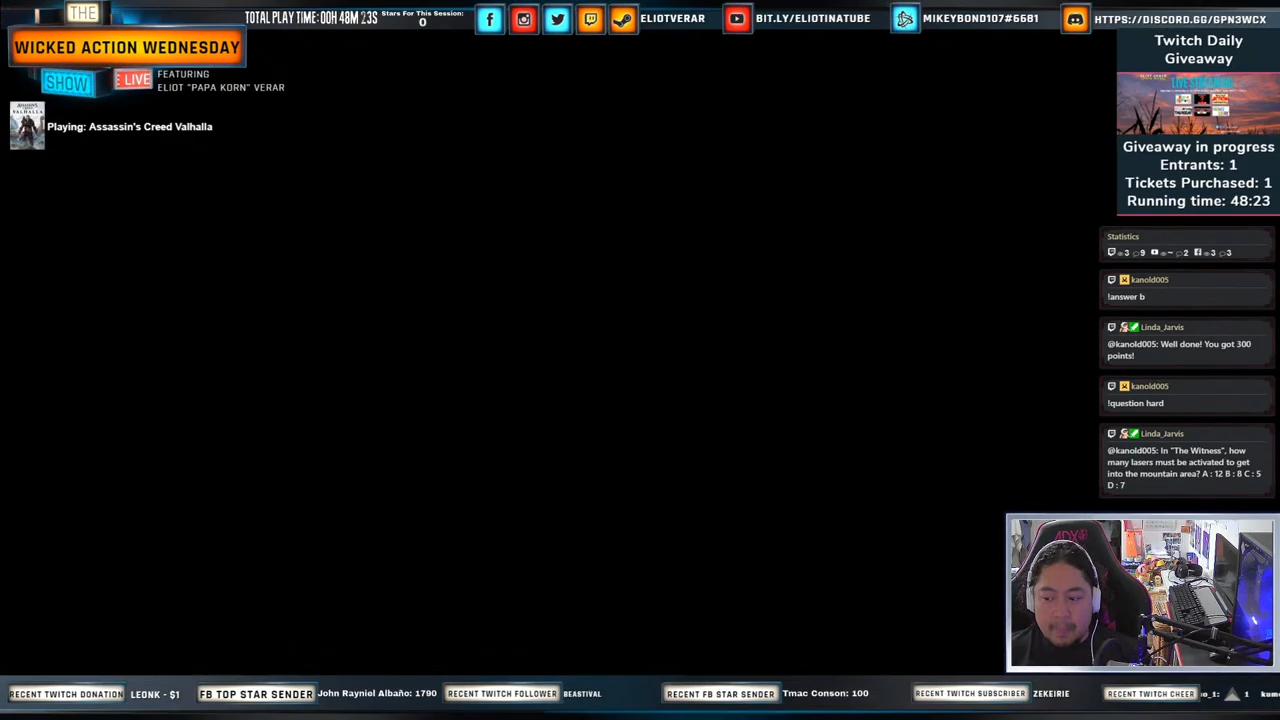 THE
WICKED ACTION WEDNESDAY
SHOW
LIVE
FEATURING
ELIOT "PAPA KORN" VERAR
Playing: Assassin's Creed Valhalla
TOTAL PLAY TIME: 00H 48M 23S
Stars For This Session:
0
ELIOTVERAR
BIT.LY/ELIOTINATUBE
MIKEYBOND107#6681
HTTPS://DISCORD.GG/GPN3WCX
Twitch Daily
Giveaway
Giveaway in progress
Entrants: 1
Tickets Purchased: 1
Running time: 48:23
Statistics
3 9 ~ 2 3 3
kanold005
!answer b
Linda_Jarvis
@kanold005: Well done! You got 300
points!
kanold005
!question hard
Linda_Jarvis
@kanold005: In "The Witness", how
many lasers must be activated to get
into the mountain area? A : 12 B : 8 C : 5
D : 7
RECENT TWITCH DONATION LEONK - $1
FB TOP STAR SENDER John Rayniel Albaño: 1790
RECENT TWITCH FOLLOWER BEASTIVAL
RECENT FB STAR SENDER Tmac Conson: 100
RECENT TWITCH SUBSCRIBER ZEKEIRIE
RECENT TWITCH CHEER 1